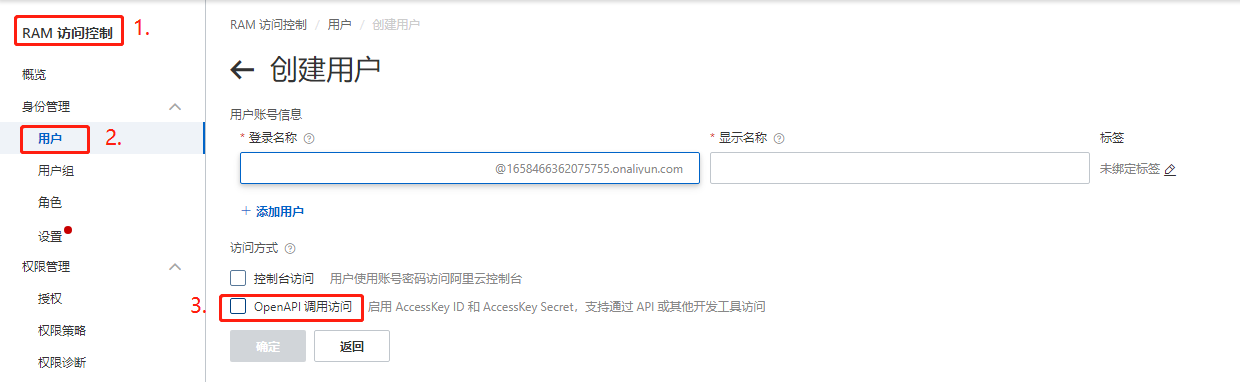 RAM 访问控制 1.
概览
身份管理
用户 2.
用户组
角色
设置
权限管理
授权
权限策略
权限诊断
RAM 访问控制 / 用户 / 创建用户
← 创建用户
用户账号信息
* 登录名称 ? * 显示名称 ? 标签
@1658466362075755.onaliyun.com 未绑定标签
+ 添加用户
访问方式 ?
控制台访问 用户使用账号密码访问阿里云控制台
3. OpenAPI 调用访问 启用 AccessKey ID 和 AccessKey Secret，支持通过 API 或其他开发工具访问
确定 返回